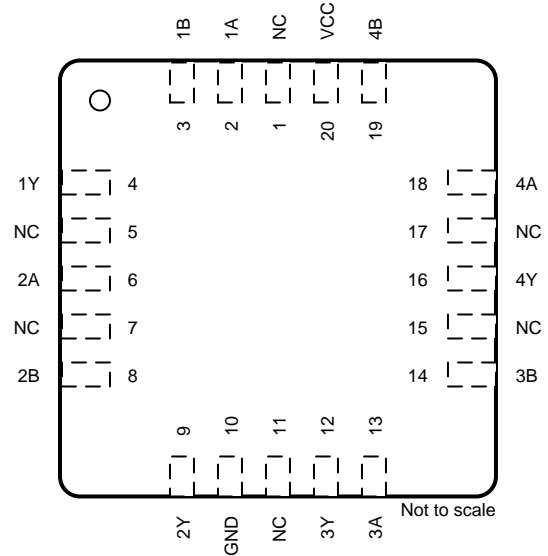 1B 1A NC VCC 4B
3 2 1 20 19
1Y 4 18 4A
NC 5 17 NC
2A 6 16 4Y
NC 7 15 NC
2B 8 14 3B
9 10 11 12 13
2Y GND NC 3Y 3A
Not to scale